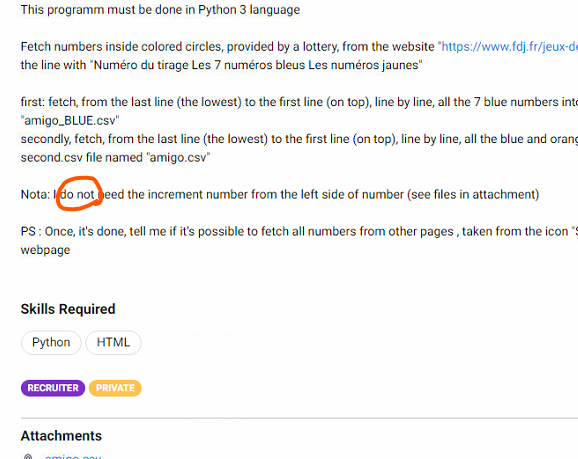 This programm must be done in Python 3 language
Fetch numbers inside colored circles, provided by a lottery, from the website "https://www.fdj.fr/jeux-de
the line with "Numéro du tirage Les 7 numéros bleus Les numéros jaunes"
first: fetch, from the last line (the lowest) to the first line (on top), line by line, all the 7 blue numbers into
"amigo_BLUE.csv"
secondly, fetch, from the last line (the lowest) to the first line (on top), line by line, all the blue and orang
second.csv file named "amigo.csv"
Nota: I do not need the increment number from the left side of number (see files in attachment)
PS : Once, it's done, tell me if it's possible to fetch all numbers from other pages , taken from the icon "S
webpage
Skills Required
Python HTML
RECRUITER PRIVATE
Attachments
amigo.csv